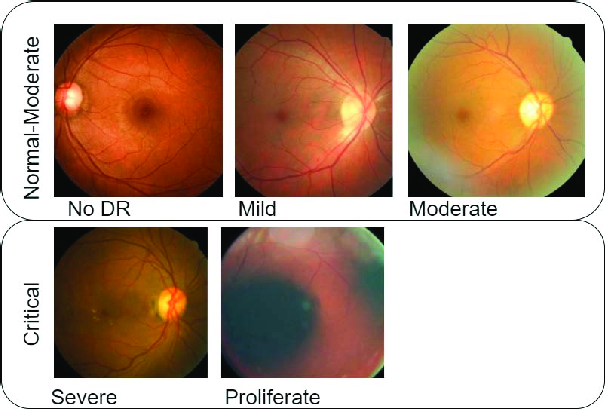 Normal-Moderate
No DR
Mild
Moderate
Critical
Severe
Proliferate